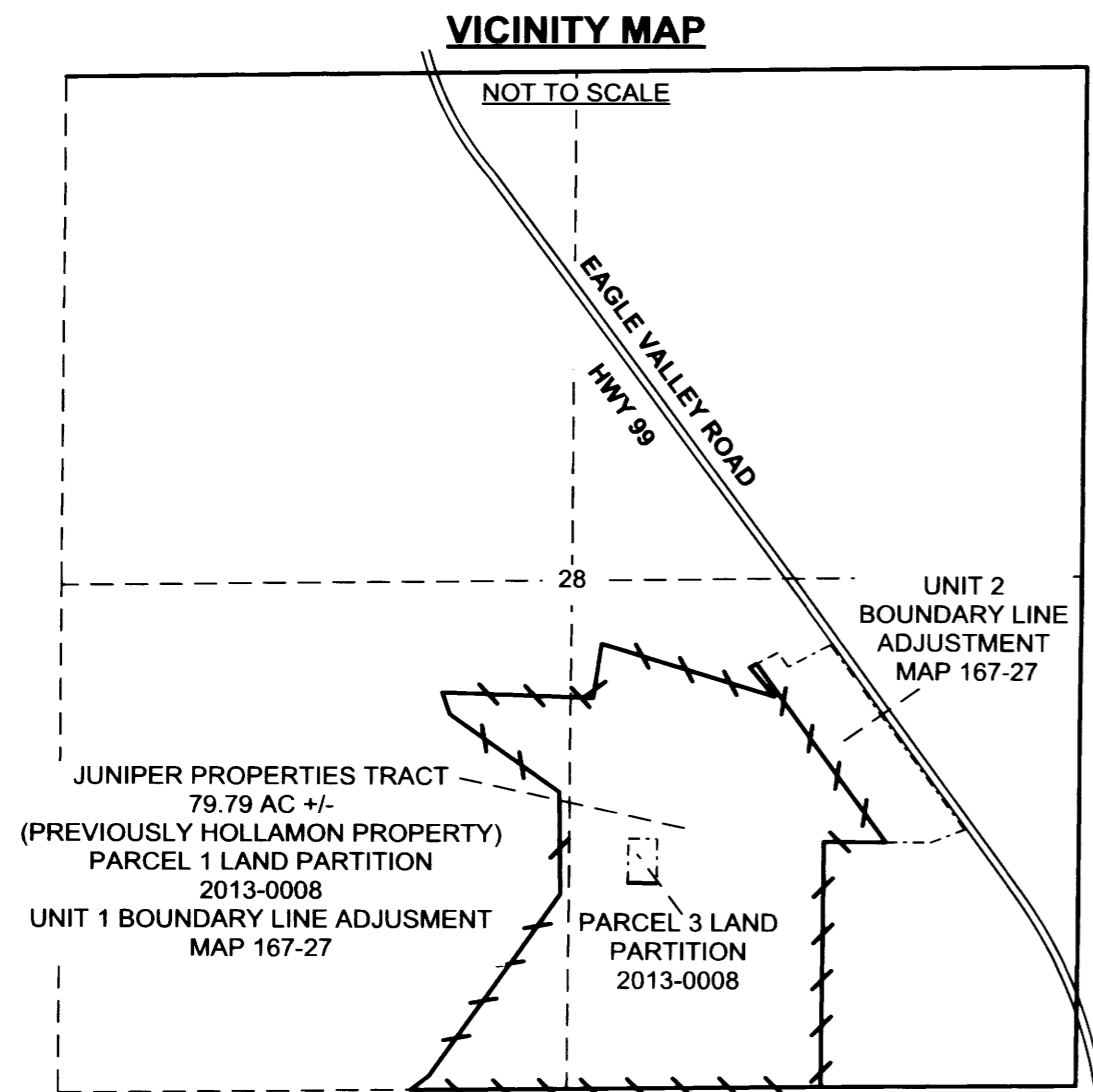 VICINITY MAP
NOT TO SCALE
EAGLE VALLEY ROAD
HWY 99
28
UNIT 2
BOUNDARY LINE
ADJUSTMENT
MAP 167-27
JUNIPER PROPERTIES TRACT
79.79 AC +/-
(PREVIOUSLY HOLLAMON PROPERTY)
PARCEL 1 LAND PARTITION
2013-0008
UNIT 1 BOUNDARY LINE ADJUSMENT
MAP 167-27
PARCEL 3 LAND
PARTITION
2013-0008